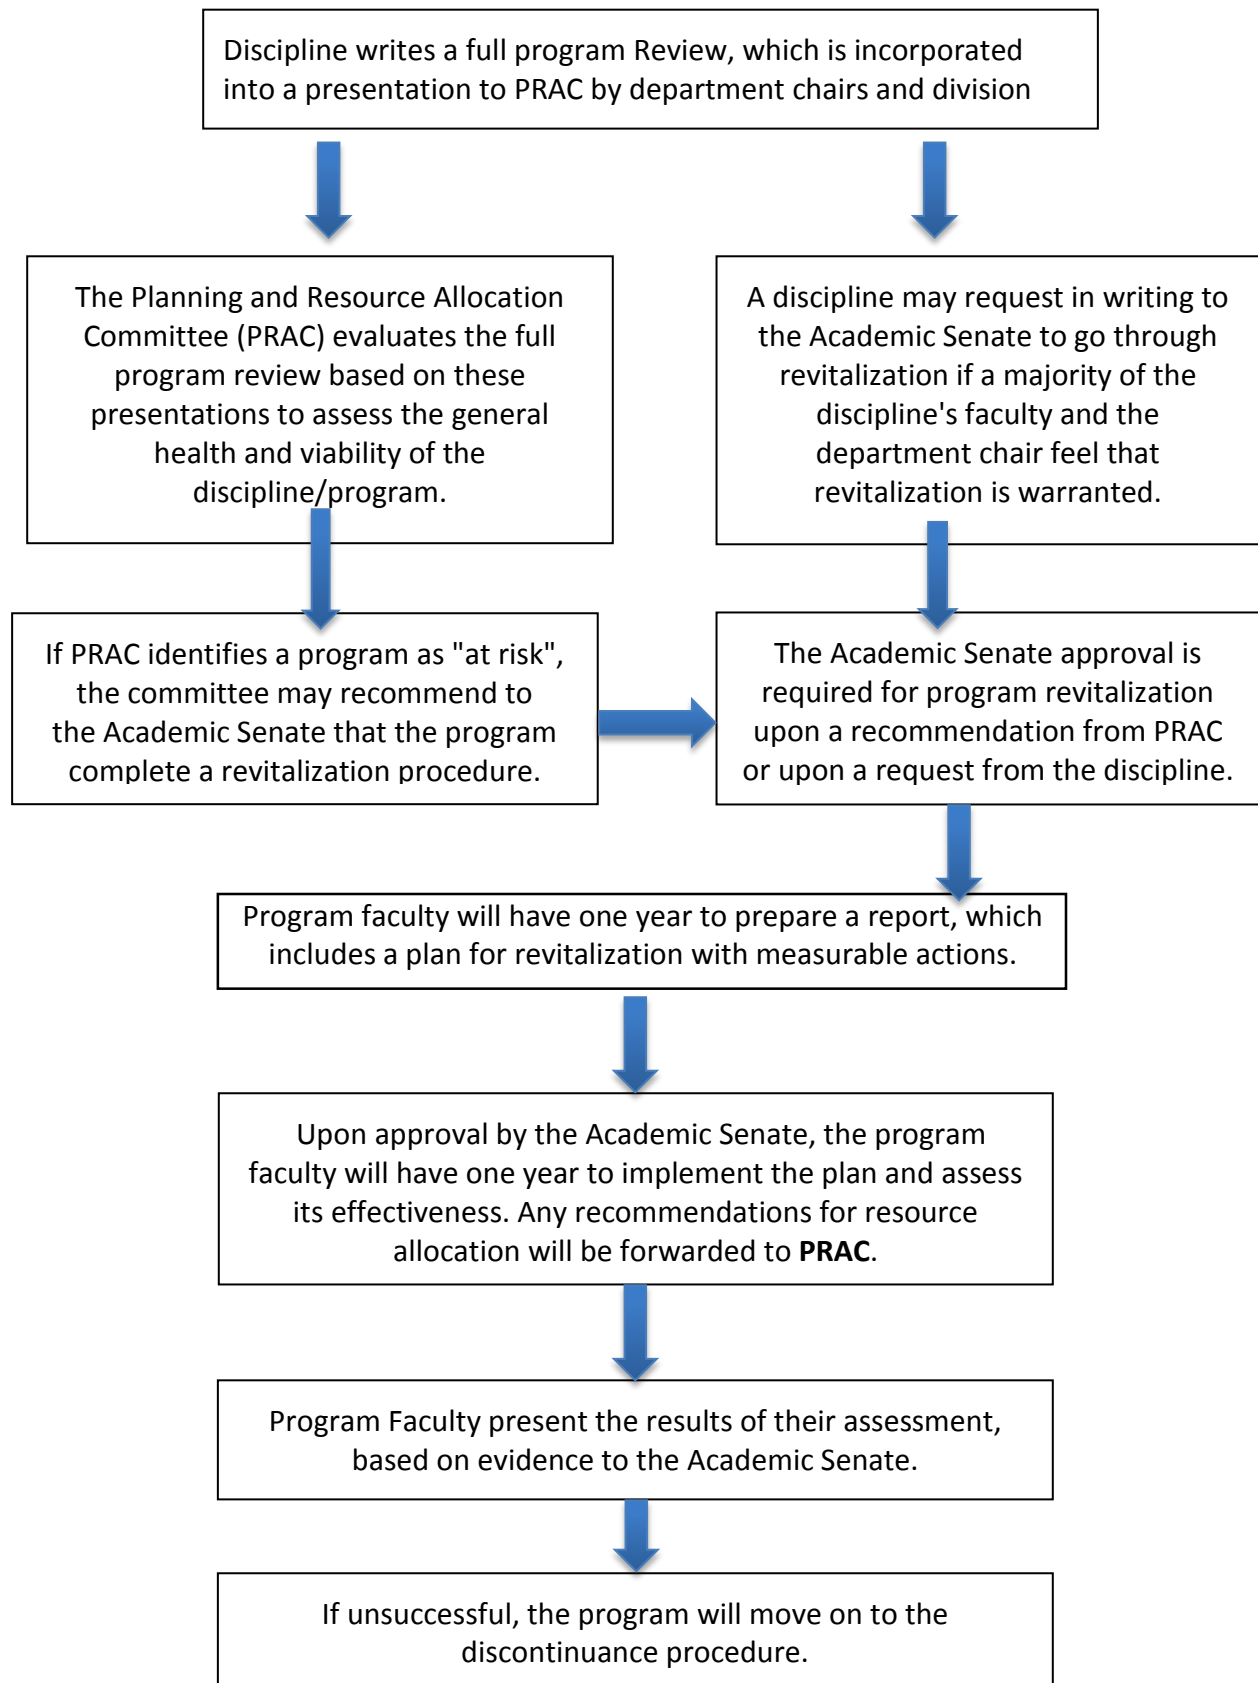 Discipline writes a full program Review, which is incorporated
into a presentation to PRAC by department chairs and division
The Planning and Resource Allocation
Committee (PRAC) evaluates the full
program review based on these
presentations to assess the general
health and viability of the
discipline/program.
A discipline may request in writing to
the Academic Senate to go through
revitalization if a majority of the
discipline's faculty and the
department chair feel that
revitalization is warranted.
If PRAC identifies a program as "at risk",
the committee may recommend to
the Academic Senate that the program
complete a revitalization procedure.
The Academic Senate approval is
required for program revitalization
upon a recommendation from PRAC
or upon a request from the discipline.
Program faculty will have one year to prepare a report, which
includes a plan for revitalization with measurable actions.
Upon approval by the Academic Senate, the program
faculty will have one year to implement the plan and assess
its effectiveness. Any recommendations for resource
allocation will be forwarded to PRAC.
Program Faculty present the results of their assessment,
based on evidence to the Academic Senate.
If unsuccessful, the program will move on to the
discontinuance procedure.